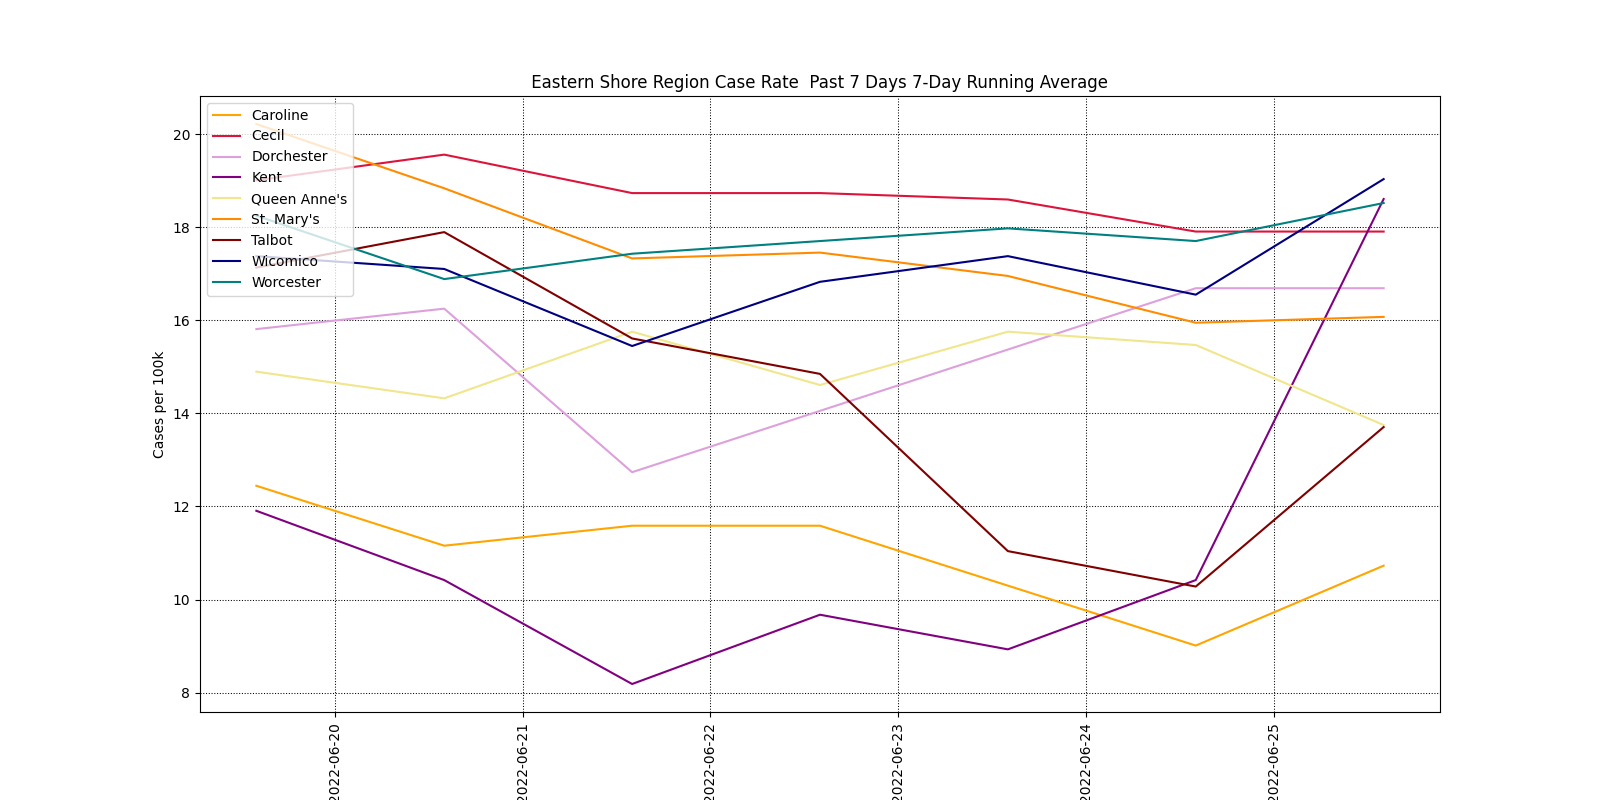 Eastern Shore Region Case Rate  Past 7 Days 7-Day Running Average
Caroline
Cecil
Dorchester
Kent
Queen Anne's
St. Mary's
Talbot
Wicomico
Worcester
Cases per 100k
20
18
16
14
12
10
8
2022-06-20
2022-06-21
2022-06-22
2022-06-23
2022-06-24
2022-06-25